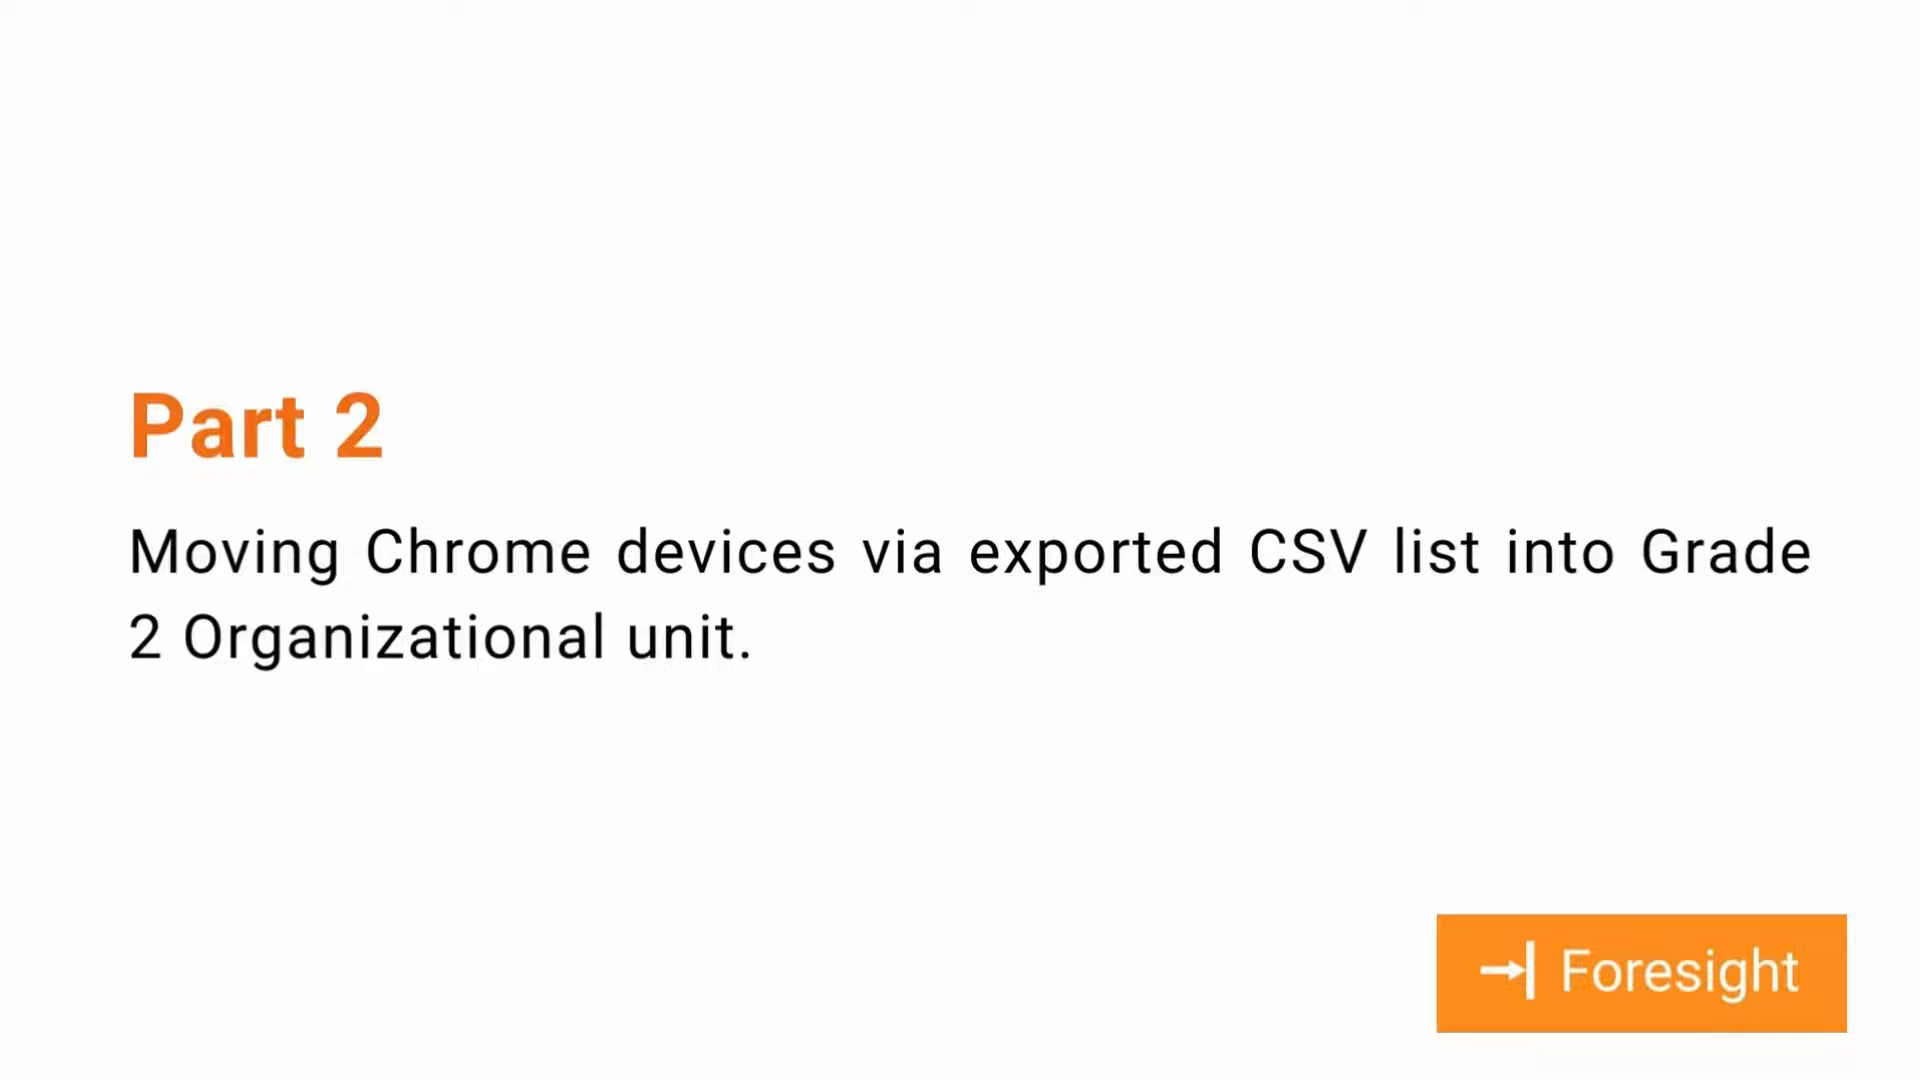 Part 2
Moving Chrome devices via exported CSV list into Grade
2 Organizational unit.
Foresight